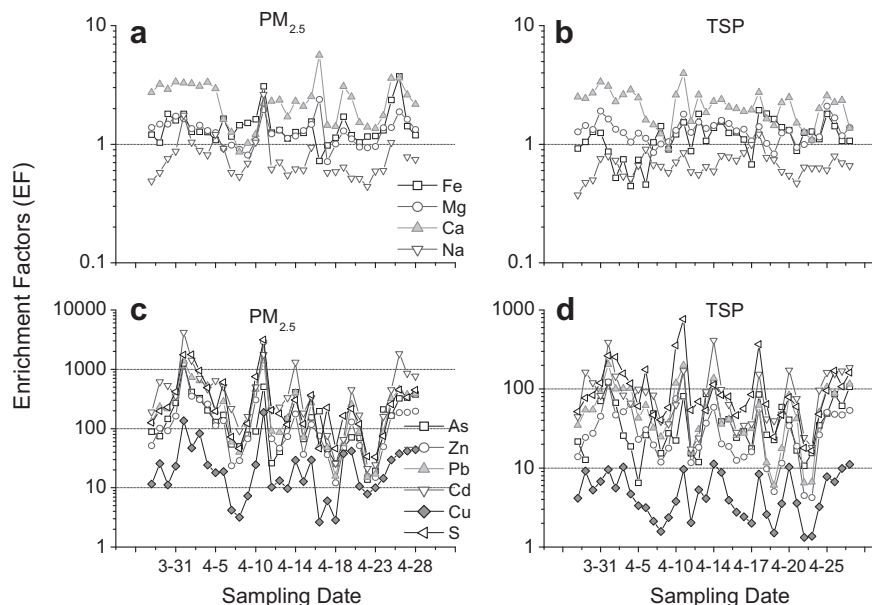 a PM2.5
b TSP
10
1
0.1
10
1
0.1
Fe
Mg
Ca
Na
Enrichment Factors (EF)
c PM2.5
d TSP
10000
1000
100
10
1
1000
100
10
1
As
Zn
Pb
Cd
Cu
S
3-31 4-5 4-10 4-14 4-18 4-23 4-28
3-31 4-5 4-10 4-14 4-17 4-20 4-25
Sampling Date
Sampling Date